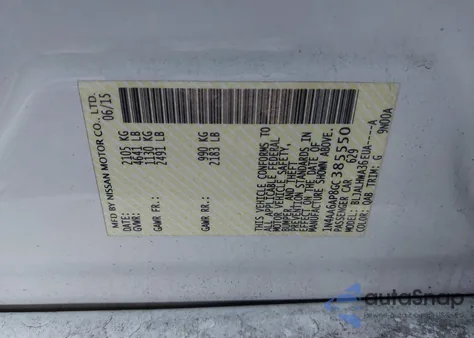 MFD BY NISSAN MOTOR CO., LTD.
06/15
GVWR: 2105 KG
4641 LB
GAWR FR.: 1130 KG
2491 LB
GAWR RR.: 990 KG
2183 LB
THIS VEHICLE CONFORMS TO ALL
APPLICABLE FEDERAL
MOTOR VEHICLE SAFETY,
BUMPER, AND THEFT
PREVENTION STANDARDS IN
EFFECT ON THE DATE OF
MANUFACTURE SHOWN ABOVE.
1N4AA6AP8GC385550
PASSENGER CAR 629
MODEL: BLJALHWA36EUA----A
COLOR: QAB TRIM: G 9N00A
autoSnap